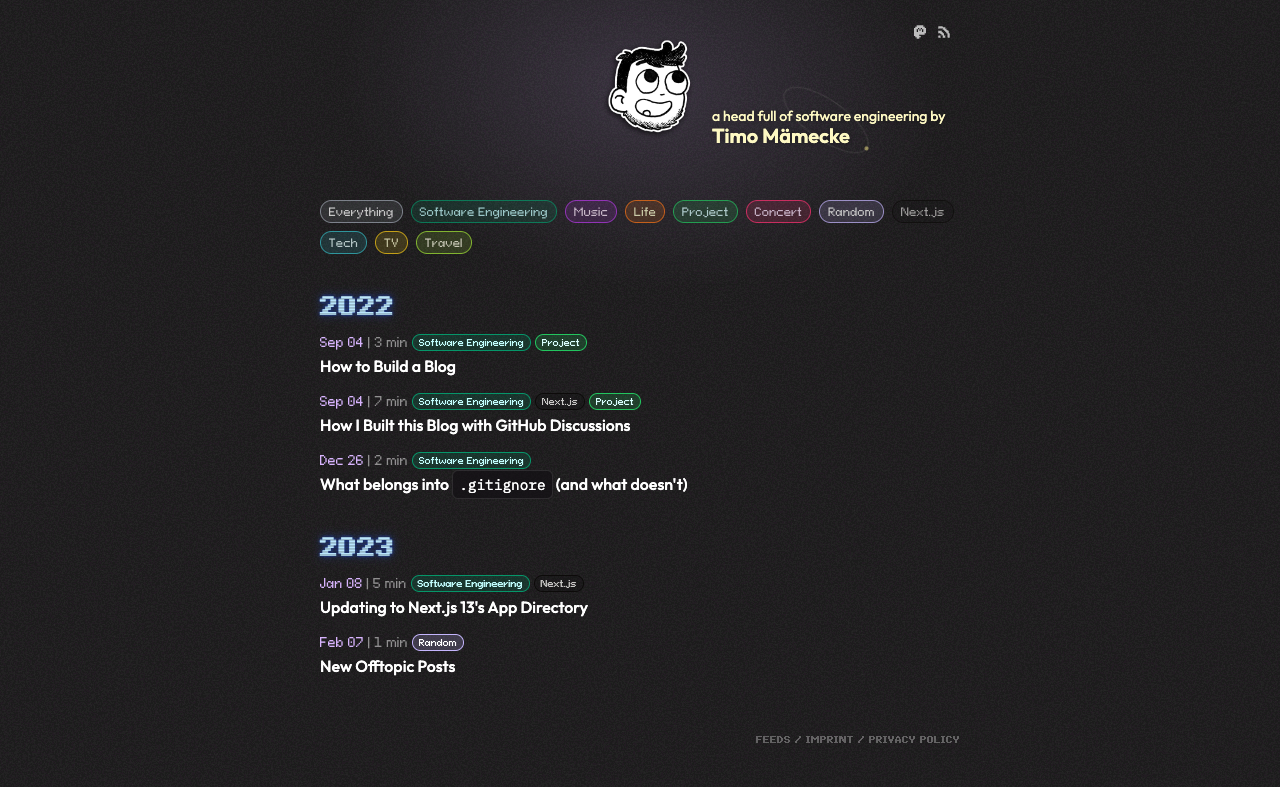 a head full of software engineering by
Timo Mämecke
Everything Software Engineering Music Life Project Concert Random Next.js
Tech TV Travel
2022
Sep 04 | 3 min Software Engineering Project
How to Build a Blog
Sep 04 | 7 min Software Engineering Next.js Project
How I Built this Blog with GitHub Discussions
Dec 26 | 2 min Software Engineering
What belongs into .gitignore (and what doesn't)
2023
Jan 08 | 5 min Software Engineering Next.js
Updating to Next.js 13's App Directory
Feb 07 | 1 min Random
New Offtopic Posts
FEEDS / IMPRINT / PRIVACY POLICY